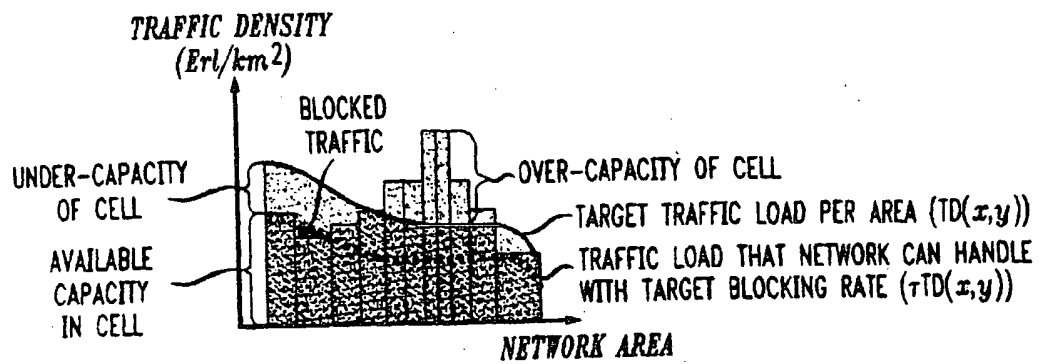 TRAFFIC DENSITY
(Erl/km2)
BLOCKED
TRAFFIC
UNDER-CAPACITY
OF CELL
OVER-CAPACITY OF CELL
TARGET TRAFFIC LOAD PER AREA (TD(x,y))
AVAILABLE
CAPACITY
IN CELL
TRAFFIC LOAD THAT NETWORK CAN HANDLE
WITH TARGET BLOCKING RATE (τTD(x,y))
NETWORK AREA